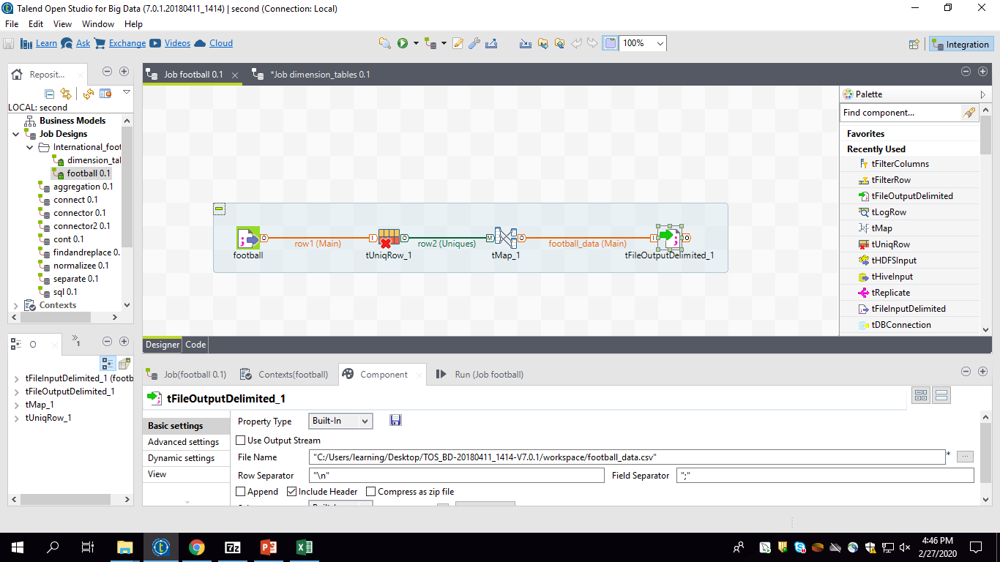 Talend Open Studio for Big Data (7.0.1.20180411_1414) | second (Connection: Local)
File Edit View Window Help
Learn Ask Exchange Videos Cloud
100%
Integration
Reposit...
LOCAL: second
Business Models
Job Designs
International_foot
dimension_tal
football 0.1
aggregation 0.1
connect 0.1
connector 0.1
connector2 0.1
cont 0.1
findandreplace 0.
normalizee 0.1
separate 0.1
sql 0.1
Contexts
Job football 0.1
*Job dimension_tables 0.1
row1 (Main)
row2 (Uniques)
football_data (Main)
football
tUniqRow_1
tMap_1
tFileOutputDelimited_1
Designer Code
Palette
Find component...
Favorites
Recently Used
tFilterColumns
tFilterRow
tFileOutputDelimited
tLogRow
tMap
tUniqRow
tHDFSInput
tHiveInput
tReplicate
tFileInputDelimited
tDBConnection
O
1
tFileInputDelimited_1 (footb
tFileOutputDelimited_1
tMap_1
tUniqRow_1
Job(football 0.1)
Contexts(football)
Component
Run (Job football)
tFileOutputDelimited_1
Basic settings
Advanced settings
Dynamic settings
View
Property Type Built-In
Use Output Stream
File Name "C:/Users/learning/Desktop/TOS_BD-20180411_1414-V7.0.1/workspace/football_data.csv" * ...
Row Separator "\n" Field Separator ";"
Append Include Header Compress as zip file
4:46 PM
2/27/2020